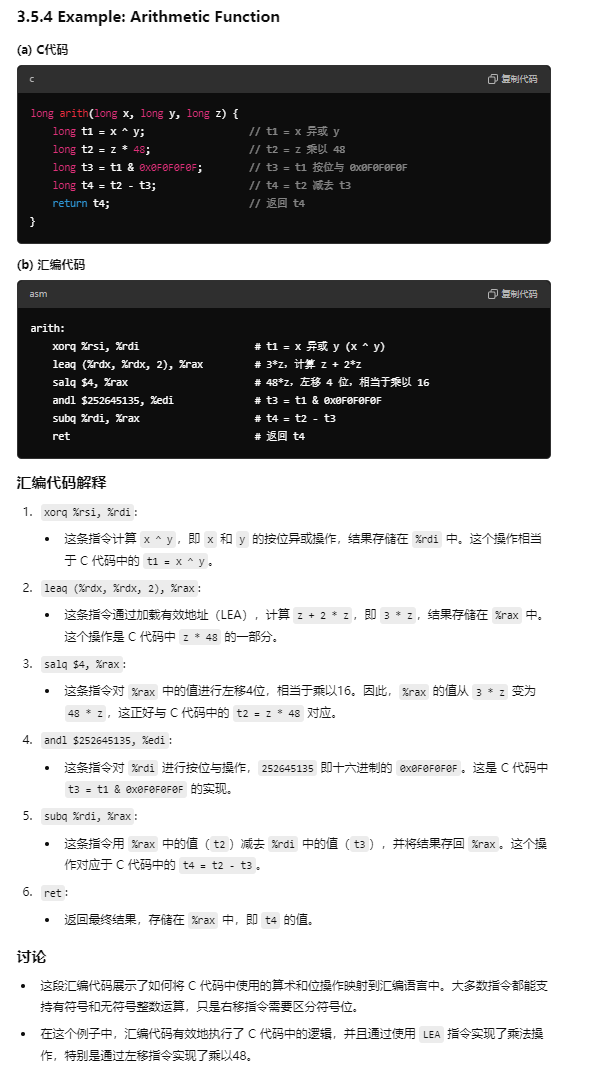 3.5.4 Example: Arithmetic Function
(a) C代码
c
复制代码
long arith(long x, long y, long z) {
    long t1 = x ^ y;                // t1 = x 异或 y
    long t2 = z * 48;               // t2 = z 乘以 48
    long t3 = t1 & 0x0F0F0F0F;      // t3 = t1 按位与 0x0F0F0F0F
    long t4 = t2 - t3;              // t4 = t2 减去 t3
    return t4;                      // 返回 t4
}
(b) 汇编代码
asm
复制代码
arith:
    xorq %rsi, %rdi                 # t1 = x 异或 y (x ^ y)
    leaq (%rdx, %rdx, 2), %rax      # 3*z，计算 z + 2*z
    salq $4, %rax                   # 48*z，左移 4 位，相当于乘以 16
    andl $252645135, %edi           # t3 = t1 & 0x0F0F0F0F
    subq %rdi, %rax                 # t4 = t2 - t3
    ret                             # 返回 t4
汇编代码解释
1. xorq %rsi, %rdi：
• 这条指令计算 x ^ y，即 x 和 y 的按位异或操作，结果存储在 %rdi 中。这个操作相当
于 C 代码中的 t1 = x ^ y。
2. leaq (%rdx, %rdx, 2), %rax：
• 这条指令通过加载有效地址（LEA），计算 z + 2 * z，即 3 * z，结果存储在 %rax 中。
这个操作是 C 代码中 z * 48 的一部分。
3. salq $4, %rax：
• 这条指令对 %rax 中的值进行左移4位，相当于乘以16。因此，%rax 的值从 3 * z 变为
48 * z，这正好与 C 代码中的 t2 = z * 48 对应。
4. andl $252645135, %edi：
• 这条指令对 %rdi 进行按位与操作，252645135 即十六进制的 0x0F0F0F0F。这是 C 代码中
t3 = t1 & 0x0F0F0F0F 的实现。
5. subq %rdi, %rax：
• 这条指令用 %rax 中的值（t2）减去 %rdi 中的值（t3），并将结果存回 %rax。这个操
作对应于 C 代码中的 t4 = t2 - t3。
6. ret：
• 返回最终结果，存储在 %rax 中，即 t4 的值。
讨论
• 这段汇编代码展示了如何将 C 代码中使用的算术和位操作映射到汇编语言中。大多数指令都能支
持有符号和无符号整数运算，只是右移指令需要区分符号位。
• 在这个例子中，汇编代码有效地执行了 C 代码中的逻辑，并且通过使用 LEA 指令实现了乘法操
作，特别是通过左移指令实现了乘以48。